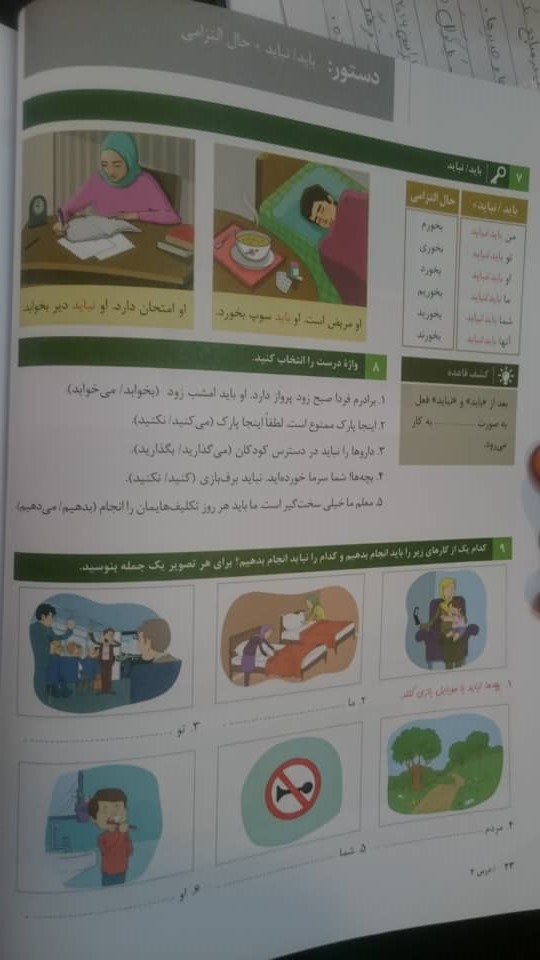 دستور: باید/ نباید + حال التزامی
۷ باید/ نباید
باید / نباید + حال التزامی
من باید/نباید بخورم
تو باید/نباید بخوری
او باید/نباید بخورد
ما باید/نباید بخوریم
شما باید/نباید بخورید
آنها باید/نباید بخورند
او مریض است. او باید سوپ بخورد.
او امتحان دارد. او نباید دیر بخوابد
کشف قاعده
بعد از «باید» و «نباید» فعل
به صورت ............ به کار
می‌رود.
۸ واژهٔ درست را انتخاب کنید.
۱. برادرم فردا صبح زود پرواز دارد. او باید امشب زود (بخوابد/ می‌خوابد)
۲. اینجا پارک ممنوع است. لطفاً اینجا پارک (می‌کنید/ نکنید).
۳. داروها را نباید در دسترس کودکان (می‌گذارید/ بگذارید).
۴. بچه‌ها! شما سرما خورده‌اید. نباید برف‌بازی (کنید/ نکنید).
۵. معلم ما خیلی سخت‌گیر است. ما باید هر روز تکلیف‌هایمان را انجام (بدهیم/ می‌دهیم)
۹ کدام یک از کارهای زیر را باید انجام بدهیم و کدام را نباید انجام بدهیم؟ برای هر تصویر یک جمله بنویسید.
۱. بچه‌ها نباید با موبایل بازی کنند.
۲. ما ............
۳. تو ............
۴. مردم ............
۵. شما ............
۶. او ............
۲۳ / درس ۲